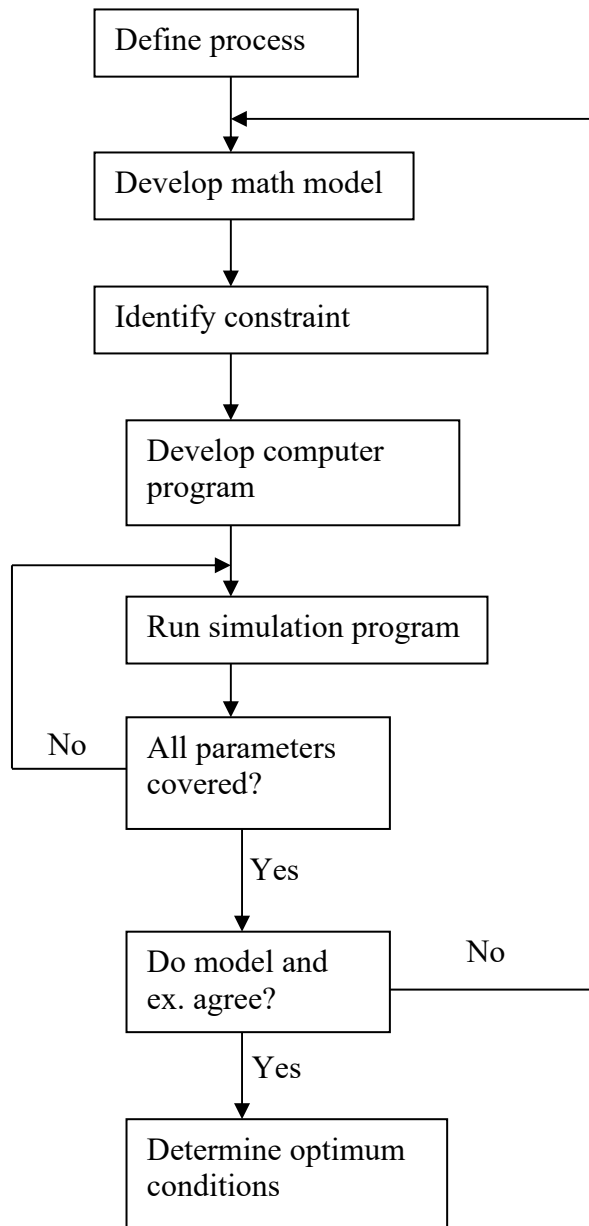 Define process
Develop math model
Identify constraint
Develop computer
program
Run simulation program
No
All parameters
covered?
Yes
Do model and
ex. agree?
No
Yes
Determine optimum
conditions